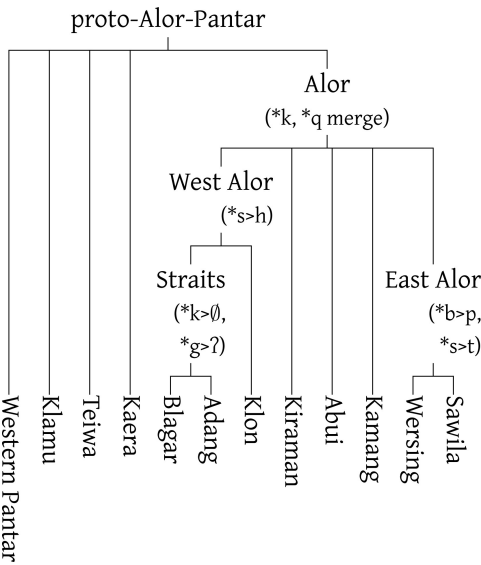 proto-Alor-Pantar
Alor
(*k, *q merge)
West Alor
(*s>h)
Straits
(*k>∅,
*g>ʔ)
East Alor
(*b>p,
*s>t)
Western Pantar
Klamu
Teiwa
Kaera
Blagar
Adang
Klon
Kiraman
Abui
Kamang
Wersing
Sawila